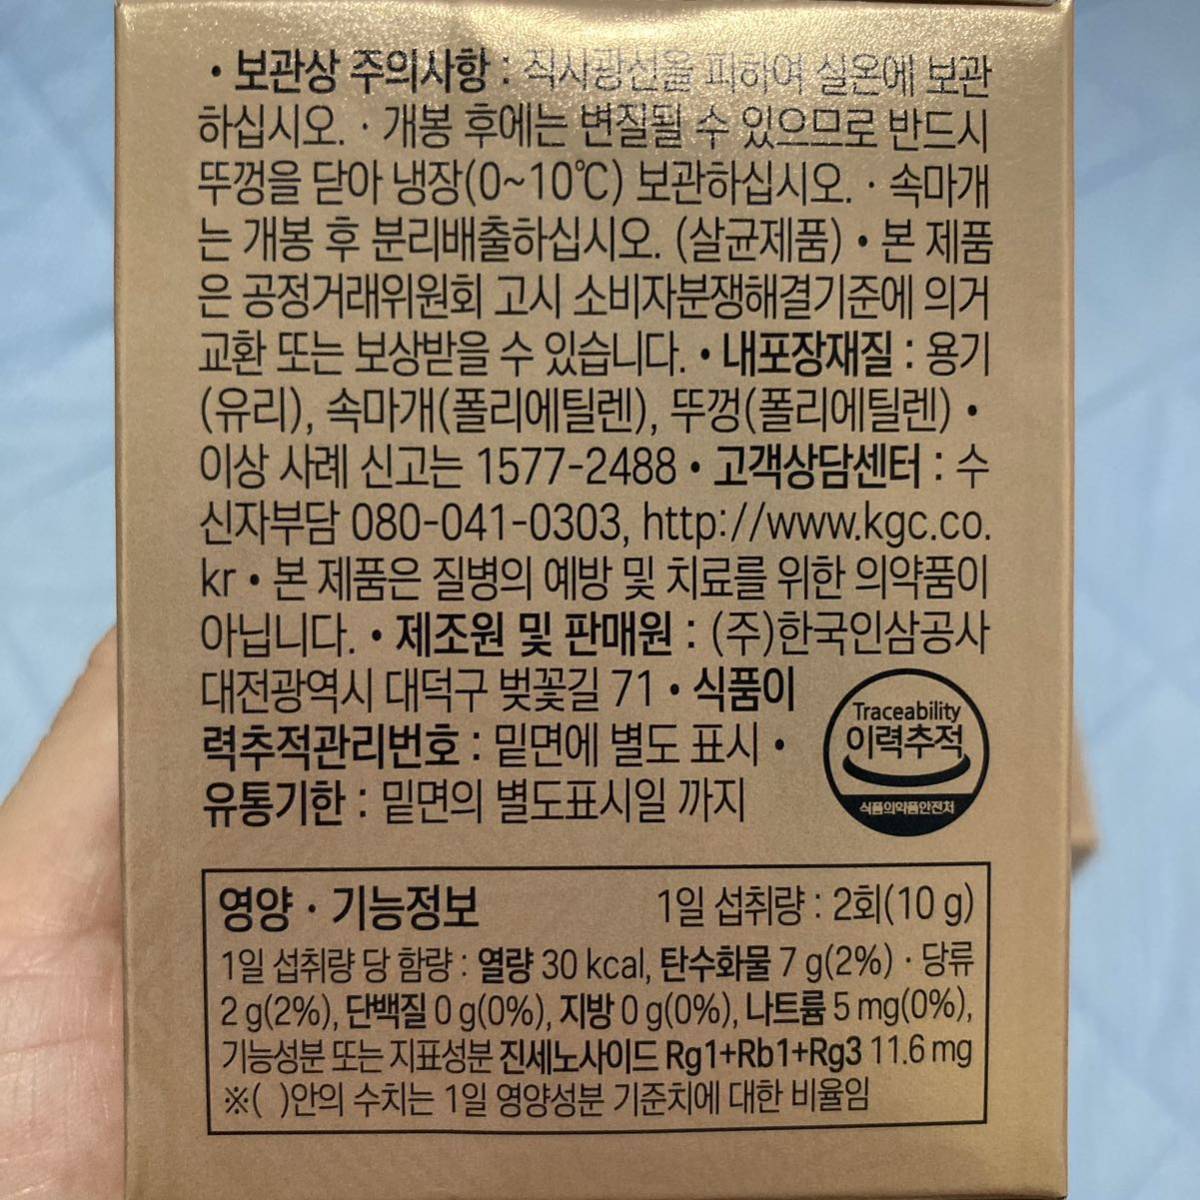 • 보관상 주의사항 : 직사광선을 피하여 실온에 보관
하십시오. · 개봉 후에는 변질될 수 있으므로 반드시
뚜껑을 닫아 냉장(0~10℃) 보관하십시오. · 속마개
는 개봉 후 분리배출하십시오. (살균제품) • 본 제품
은 공정거래위원회 고시 소비자분쟁해결기준에 의거
교환 또는 보상받을 수 있습니다. • 내포장재질 : 용기
(유리), 속마개(폴리에틸렌), 뚜껑(폴리에틸렌) •
이상 사례 신고는 1577-2488 • 고객상담센터 : 수
신자부담 080-041-0303, http://www.kgc.co.
kr • 본 제품은 질병의 예방 및 치료를 위한 의약품이
아닙니다. • 제조원 및 판매원 : (주)한국인삼공사
대전광역시 대덕구 벚꽃길 71 • 식품이
력추적관리번호 : 밑면에 별도 표시 •
유통기한 : 밑면의 별도표시일 까지
Traceability
이력추적
식품의약품안전처
영양 · 기능정보 1일 섭취량 : 2회(10 g)
1일 섭취량 당 함량 : 열량 30 kcal, 탄수화물 7 g(2%) · 당류
2 g(2%), 단백질 0 g(0%), 지방 0 g(0%), 나트륨 5 mg(0%),
기능성분 또는 지표성분 진세노사이드 Rg1+Rb1+Rg3 11.6 mg
※( )안의 수치는 1일 영양성분 기준치에 대한 비율임